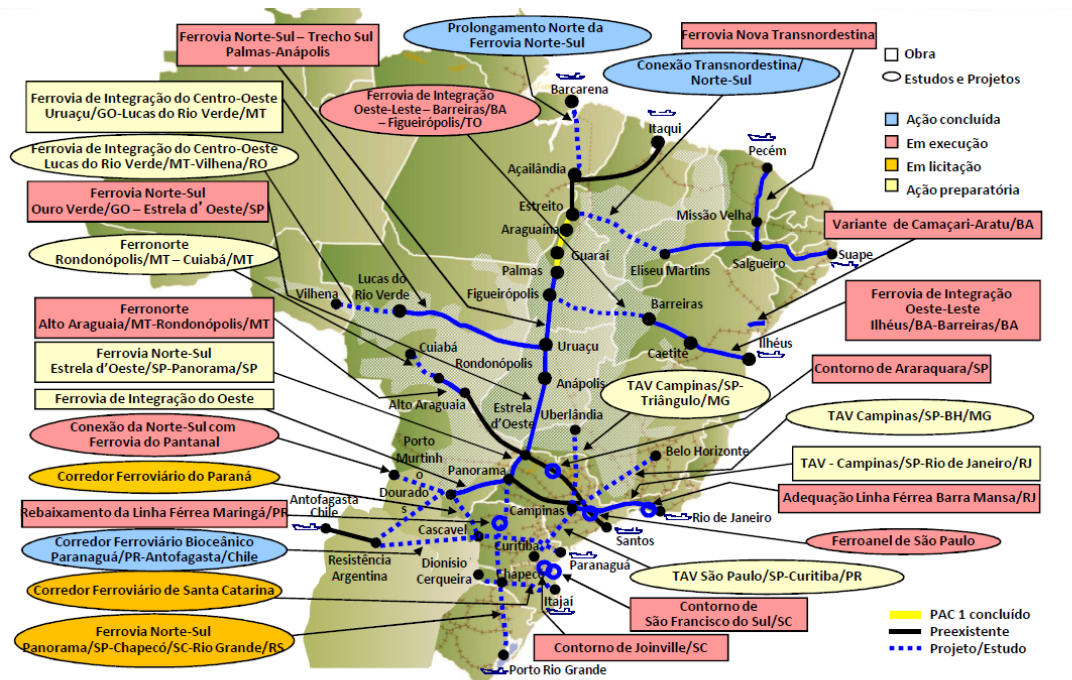 Ferrovia Norte-Sul – Trecho Sul
Palmas-Anápolis
Prolongamento Norte da
Ferrovia Norte-Sul
Ferrovia Nova Transnordestina
Conexão Transnordestina/
Norte-Sul
Obra
Estudos e Projetos
Ação concluída
Em execução
Em licitação
Ação preparatória
Ferrovia de Integração do Centro-Oeste
Uruaçu/GO-Lucas do Rio Verde/MT
Ferrovia de Integração
Oeste-Leste – Barreiras/BA
– Figueirópolis/TO
Ferrovia de Integração do Centro-Oeste
Lucas do Rio Verde/MT-Vilhena/RO
Ferrovia Norte-Sul
Ouro Verde/GO – Estrela d' Oeste/SP
Ferronorte
Rondonópolis/MT – Cuiabá/MT
Ferronorte
Alto Araguaia/MT-Rondonópolis/MT
Ferrovia Norte-Sul
Estrela d'Oeste/SP-Panorama/SP
Ferrovia de Integração do Oeste
Conexão da Norte-Sul com
Ferrovia do Pantanal
Corredor Ferroviário do Paraná
Rebaixamento da Linha Férrea Maringá/PR
Corredor Ferroviário Bioceânico
Paranaguá/PR-Antofagasta/Chile
Corredor Ferroviário de Santa Catarina
Ferrovia Norte-Sul
Panorama/SP-Chapecó/SC-Rio Grande/RS
Barcarena
Itaqui
Pecém
Açailândia
Estreito
Missão Velha
Araguaína
Guaraí
Eliseu Martins
Salgueiro
Suape
Palmas
Figueirópolis
Barreiras
Lucas do
Rio Verde
Vilhena
Cuiabá
Uruaçu
Rondonópolis
Caetité
Ilhéus
Alto Araguaia
Anápolis
Estrela
d'Oeste
Uberlândia
Porto
Murtinh
o
Panorama
Belo Horizonte
Dourado
s
Antofagasta
Chile
Campinas
Rio de Janeiro
Cascavel
Santos
Curitiba
Paranaguá
Resistência
Argentina
Dionísio
Cerqueira
Chapecó
Itajaí
Porto Rio Grande
Variante de Camaçari-Aratu/BA
Ferrovia de Integração
Oeste-Leste
Ilhéus/BA-Barreiras/BA
Contorno de Araraquara/SP
TAV Campinas/SP-
Triângulo/MG
TAV Campinas/SP-BH/MG
TAV - Campinas/SP-Rio de Janeiro/RJ
Adequação Linha Férrea Barra Mansa/RJ
Ferroanel de São Paulo
TAV São Paulo/SP-Curitiba/PR
Contorno de
São Francisco do Sul/SC
Contorno de Joinville/SC
PAC 1 concluído
Preexistente
Projeto/Estudo